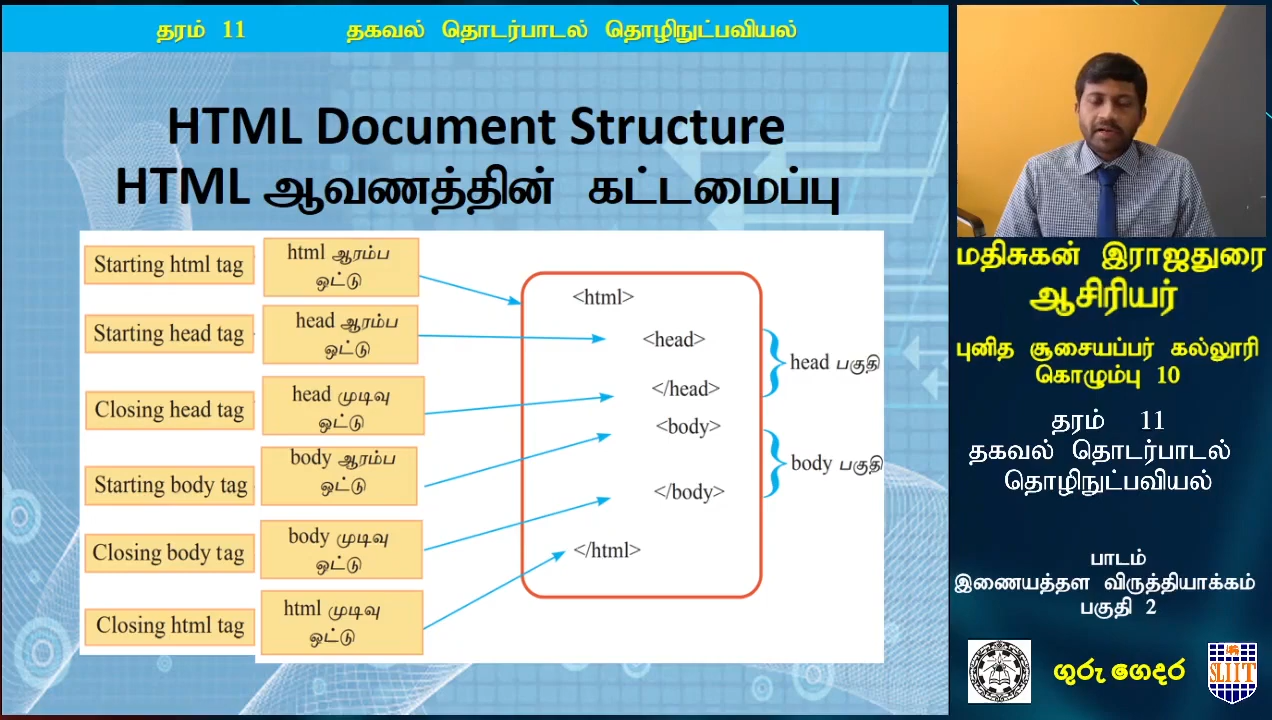 தரம் 11 தகவல் தொடர்பாடல் தொழிநுட்பவியல்
HTML Document Structure
HTML ஆவணத்தின் கட்டமைப்பு
Starting html tag
html ஆரம்ப
ஒட்டு
Starting head tag
head ஆரம்ப
ஒட்டு
Closing head tag
head முடிவு
ஒட்டு
Starting body tag
body ஆரம்ப
ஒட்டு
Closing body tag
body முடிவு
ஒட்டு
Closing html tag
html முடிவு
ஒட்டு
<html>
<head>
</head>
<body>
</body>
</html>
head பகுதி
body பகுதி
மதிசுகன் இராஜதுரை
ஆசிரியர்
புனித சூசையப்பர் கல்லூரி
கொழும்பு 10
தரம் 11
தகவல் தொடர்பாடல்
தொழிநுட்பவியல்
பாடம்
இணையத்தள விருத்தியாக்கம்
பகுதி 2
ගුරු ගෙදර
SLIIT